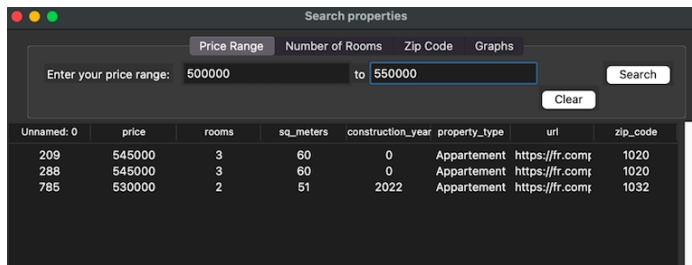 Search properties
Price Range Number of Rooms Zip Code Graphs
Enter your price range: 500000 to 550000 Search
Clear
Unnamed: 0 price rooms sq_meters construction_year property_type url zip_code
209 545000 3 60 0 Appartement https://fr.comp 1020
288 545000 3 60 0 Appartement https://fr.comp 1020
785 530000 2 51 2022 Appartement https://fr.comp 1032